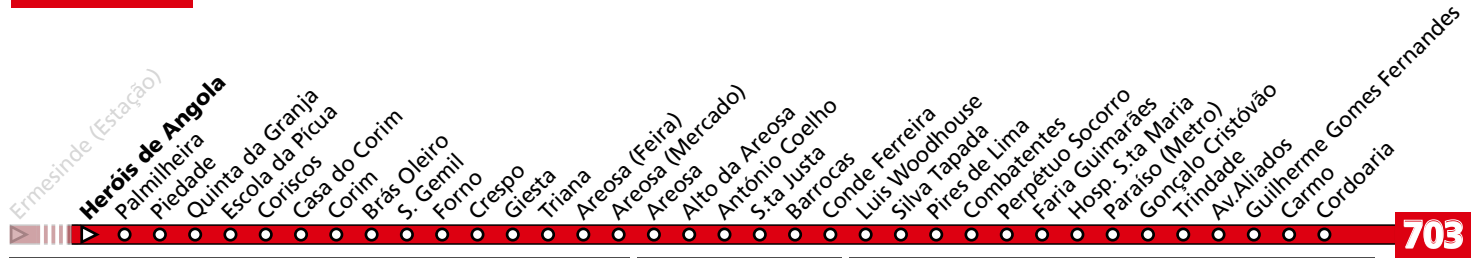 Ermesinde (Estação)
Heróis de Angola
Palmilheira
Piedade
Quinta da Granja
Escola da Pícua
Coriscos
Casa do Corim
Corim
Brás Oleiro
S. Gemil
Forno
Crespo
Giesta
Triana
Areosa (Feira)
Areosa (Mercado)
Areosa
Alto da Areosa
António Coelho
S.ta Justa
Barrocas
Conde Ferreira
Luis Woodhouse
Silva Tapada
Pires de Lima
Combatentes
Perpétuo Socorro
Faria Guimarães
Hosp. S.ta Maria
Paraíso (Metro)
Gonçalo Cristóvão
Trindade
Av.Aliados
Guilherme Gomes Fernandes
Carmo
Cordoaria
703